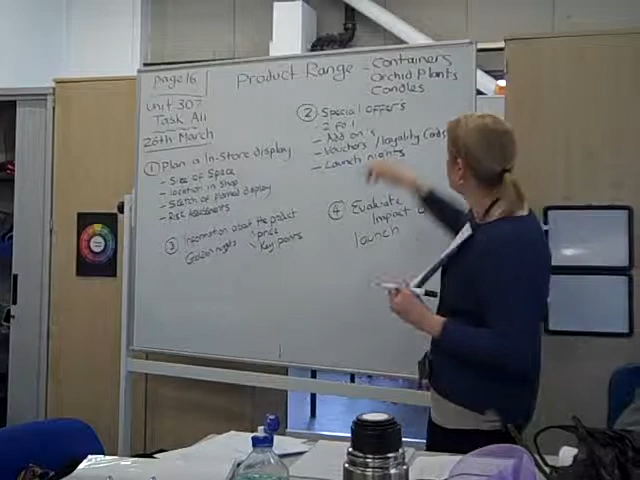 page 16
Unit 307
Task Aii
26th March
Product Range - Containers
Orchid Plants
Candles
① Plan a In-Store display
- Size of Space
- location in Shop
- Sketch of planned display
- Risk Assessments
② Special offers
- 2 for 1
- Add on's
- Vouchers / loyality Cards
- Launch nights
③ Information about the product
price
Key points
④ Evaluate
Impact
launch